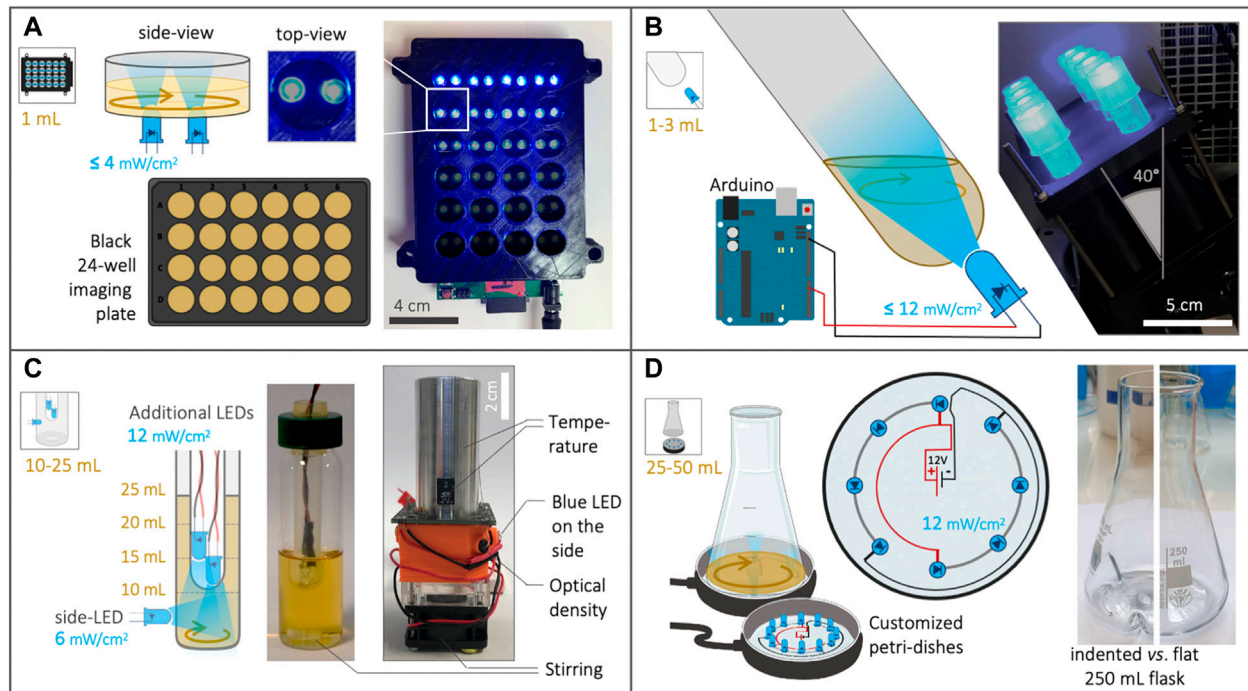 A
side-view
top-view
1 mL
≤ 4 mW/cm²
1 2 3 4 5 6
A
B
C
D
Black
24-well
imaging
plate
4 cm
B
1-3 mL
Arduino
40°
≤ 12 mW/cm²
5 cm
C
Additional LEDs
12 mW/cm²
10-25 mL
25 mL
20 mL
15 mL
10 mL
side-LED
6 mW/cm²
2 cm
Tempe-
rature
Blue LED
on the
side
Optical
density
Stirring
D
25-50 mL
12V
+ -
12 mW/cm²
Customized
petri-dishes
250
ml
indented vs. flat
250 mL flask